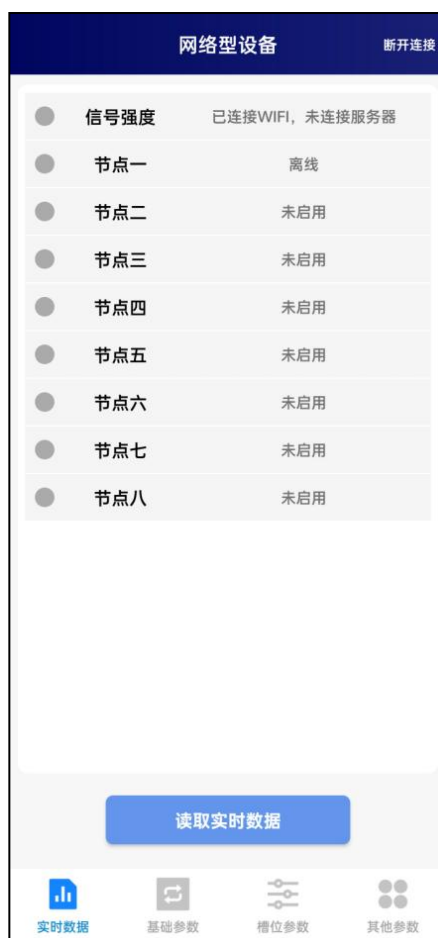 网络型设备 断开连接
信号强度 已连接WIFI，未连接服务器
节点一 离线
节点二 未启用
节点三 未启用
节点四 未启用
节点五 未启用
节点六 未启用
节点七 未启用
节点八 未启用
读取实时数据
实时数据 基础参数 槽位参数 其他参数